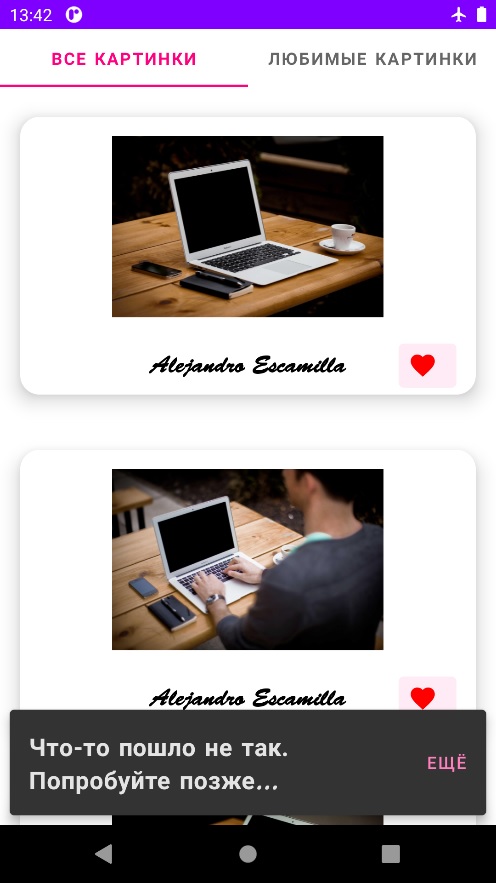 13:42
ВСЕ КАРТИНКИ
ЛЮБИМЫЕ КАРТИНКИ
Alejandro Escamilla
Alejandro Escamilla
Что-то пошло не так.
Попробуйте позже...
ЕЩЁ